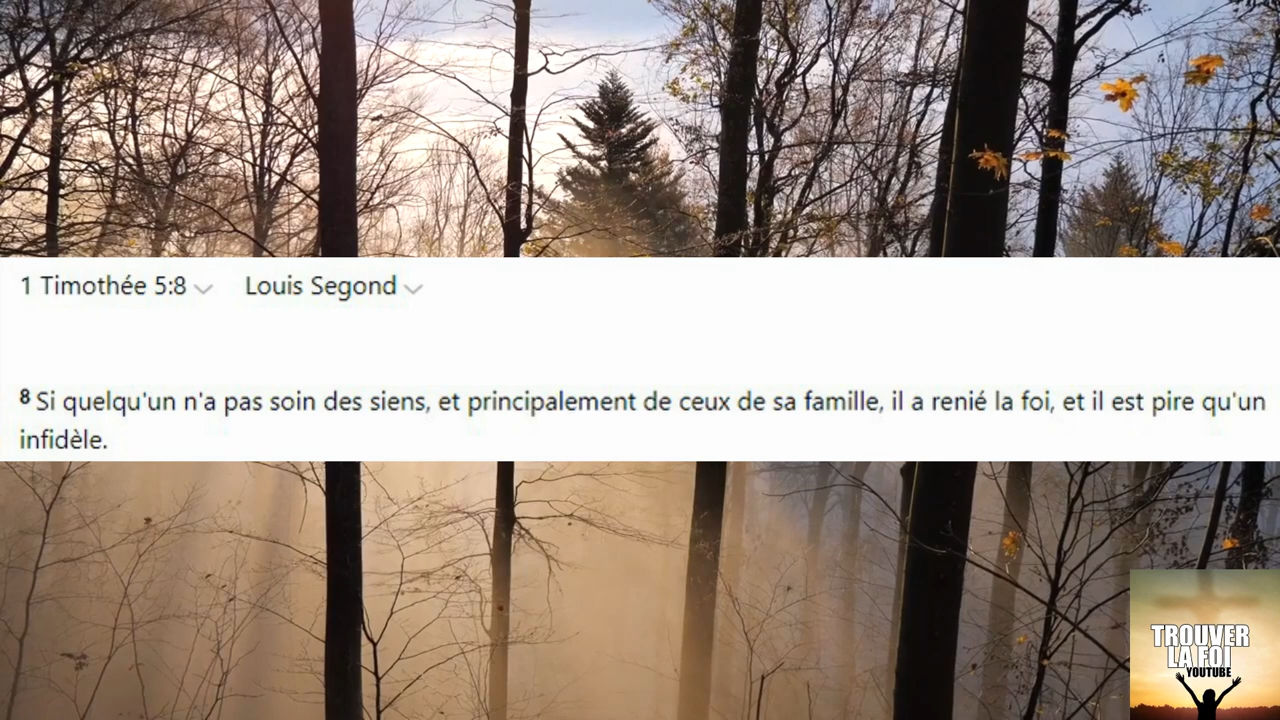 1 Timothée 5:8 Louis Segond
8 Si quelqu'un n'a pas soin des siens, et principalement de ceux de sa famille, il a renié la foi, et il est pire qu'un
infidèle.
TROUVER
LA FOI
YOUTUBE